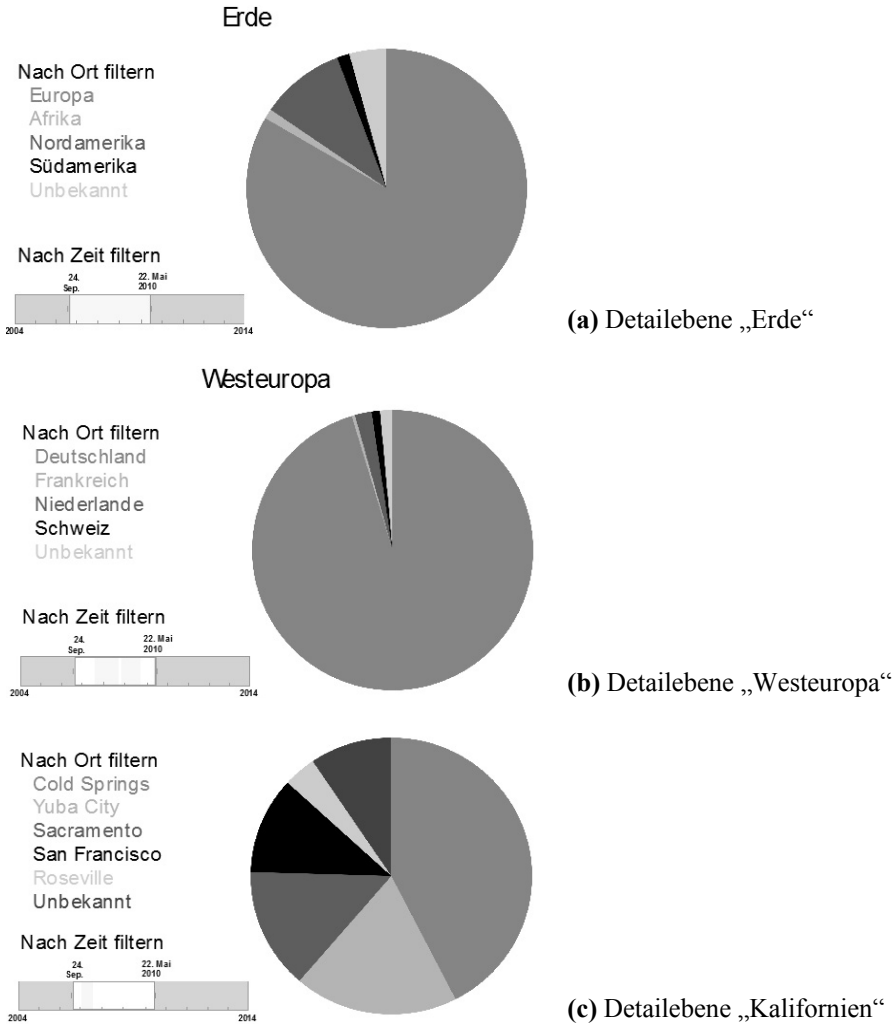 Erde
Nach Ort filtern
Europa
Afrika
Nordamerika
Südamerika
Unbekannt
Nach Zeit filtern
24. Sep.
22. Mai 2010
2004
2014
(a) Detailebene „Erde“
Westeuropa
Nach Ort filtern
Deutschland
Frankreich
Niederlande
Schweiz
Unbekannt
Nach Zeit filtern
24. Sep.
22. Mai 2010
2004
2014
(b) Detailebene „Westeuropa“
Nach Ort filtern
Cold Springs
Yuba City
Sacramento
San Francisco
Roseville
Unbekannt
Nach Zeit filtern
24. Sep.
22. Mai 2010
2004
2014
(c) Detailebene „Kalifornien“